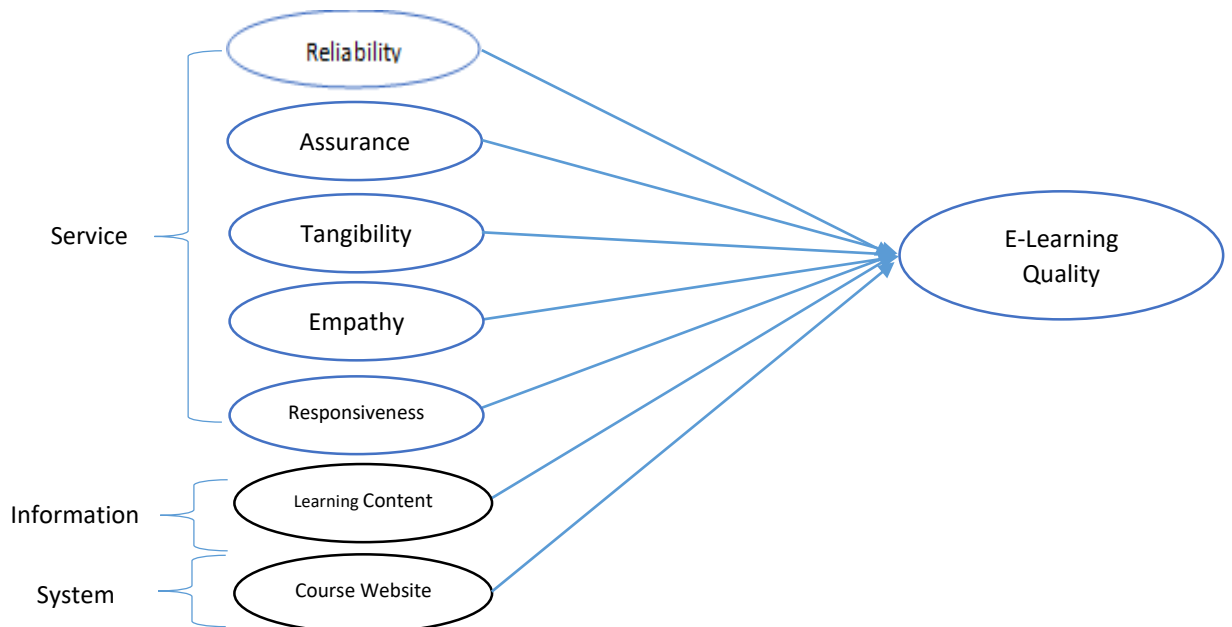 Reliability
Assurance
Tangibility
Service
Empathy
Responsiveness
Learning Content
Information
Course Website
System
E-Learning
Quality